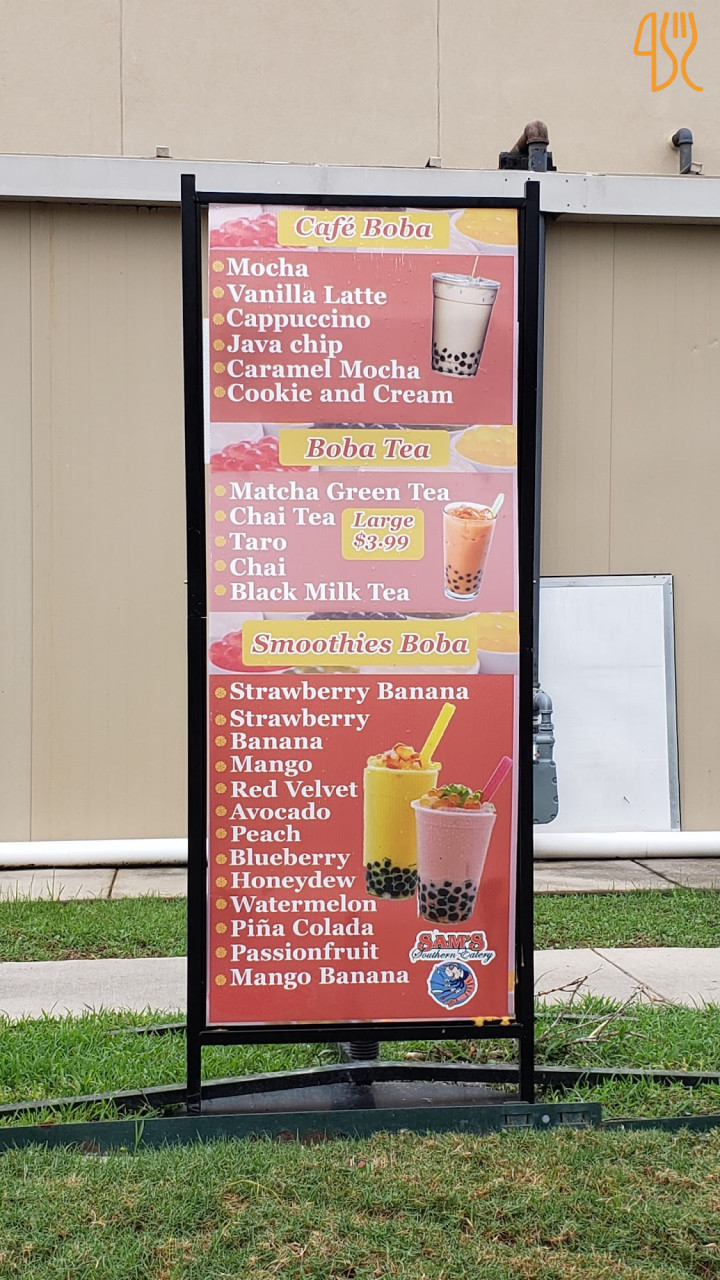 Café Boba
Mocha
Vanilla Latte
Cappuccino
Java chip
Caramel Mocha
Cookie and Cream
Boba Tea
Matcha Green Tea
Chai Tea
Taro
Chai
Black Milk Tea
Large
$3.99
Smoothies Boba
Strawberry Banana
Strawberry
Banana
Mango
Red Velvet
Avocado
Peach
Blueberry
Honeydew
Watermelon
Piña Colada
Passionfruit
Mango Banana
SAM'S
Southern Eatery